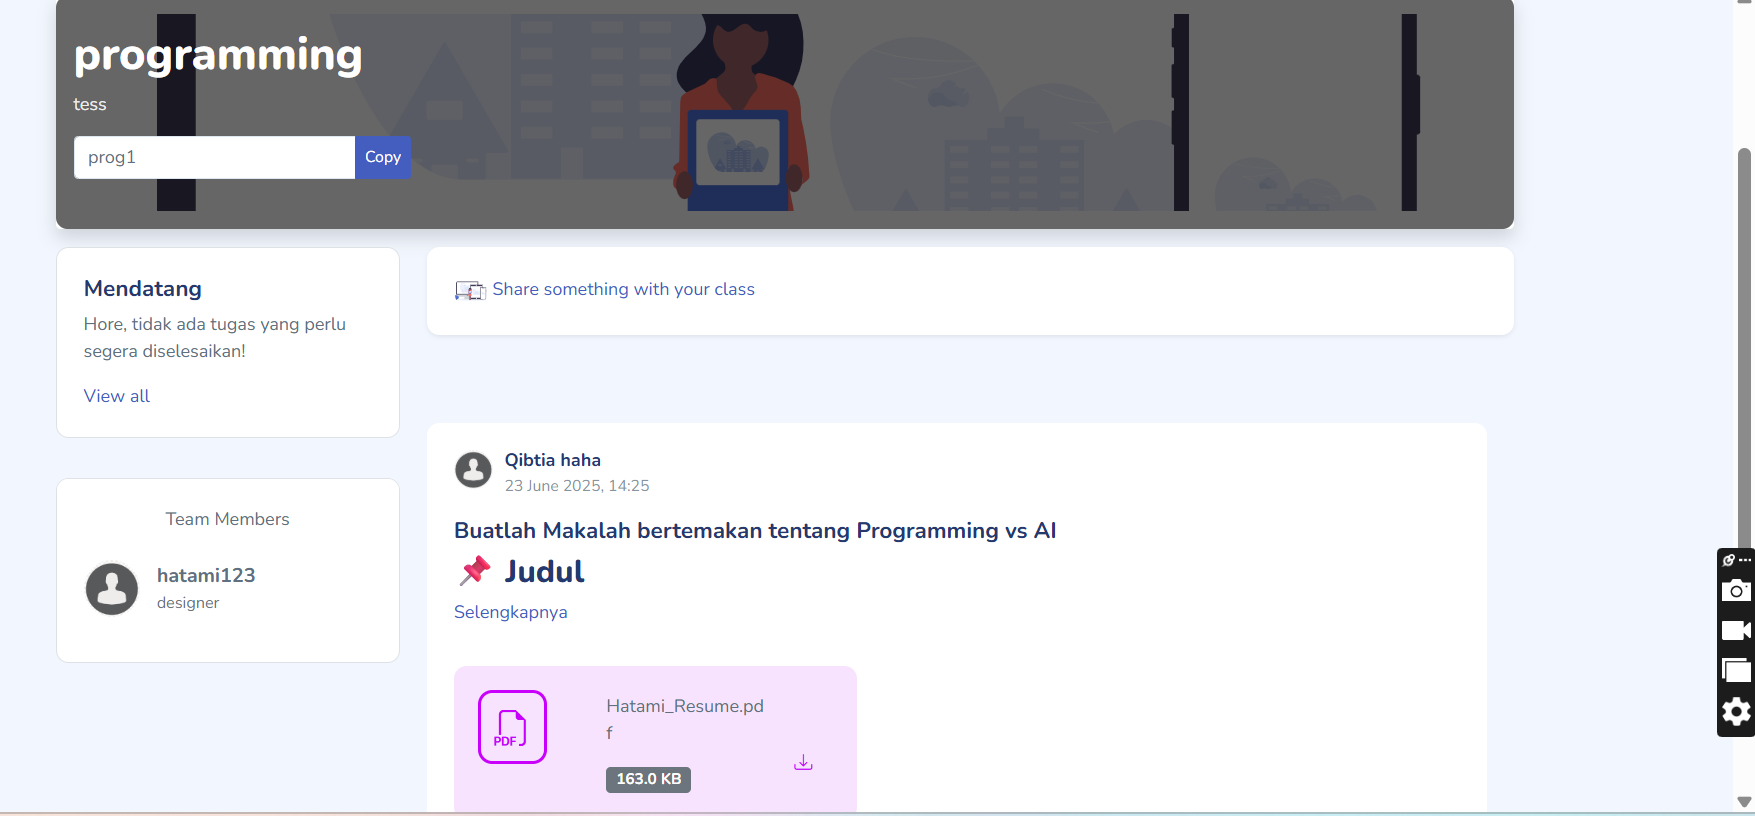 programming
tess
prog1
Copy
Mendatang
Hore, tidak ada tugas yang perlu
segera diselesaikan!
View all
Team Members
hatami123
designer
Share something with your class
Qibtia haha
23 June 2025, 14:25
Buatlah Makalah bertemakan tentang Programming vs AI
📌 Judul
Selengkapnya
PDF
Hatami_Resume.pd
f
163.0 KB